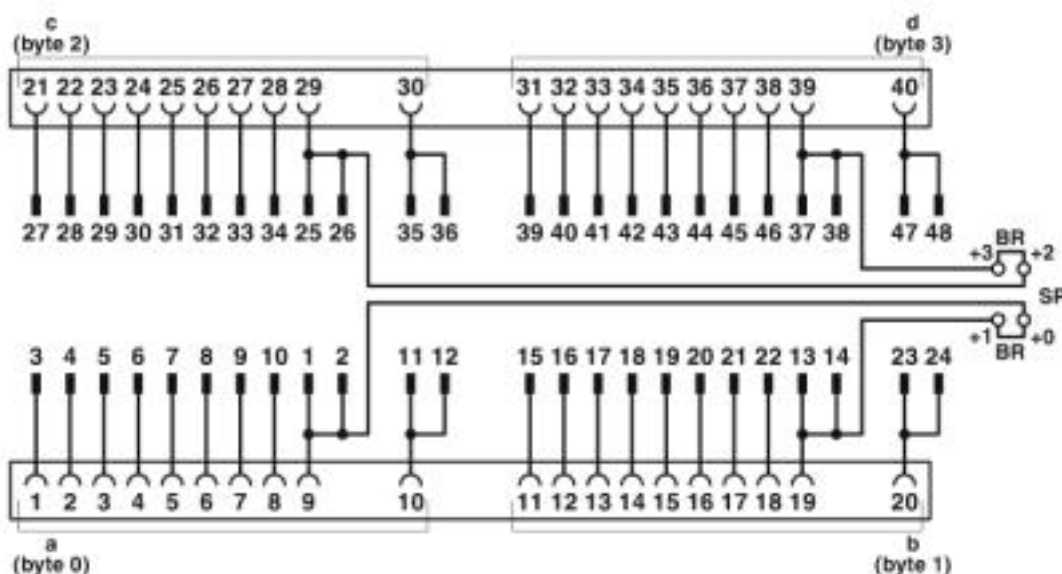 c d
(byte 2) (byte 3)
21 22 23 24 25 26 27 28 29 30 31 32 33 34 35 36 37 38 39 40
27 28 29 30 31 32 33 34 25 26 35 36 39 40 41 42 43 44 45 46 37 38 47 48
+3 BR +2
+1 BR +0
3 4 5 6 7 8 9 10 1 2 11 12 15 16 17 18 19 20 21 22 13 14 23 24
1 2 3 4 5 6 7 8 9 10 11 12 13 14 15 16 17 18 19 20
a b
(byte 0) (byte 1)